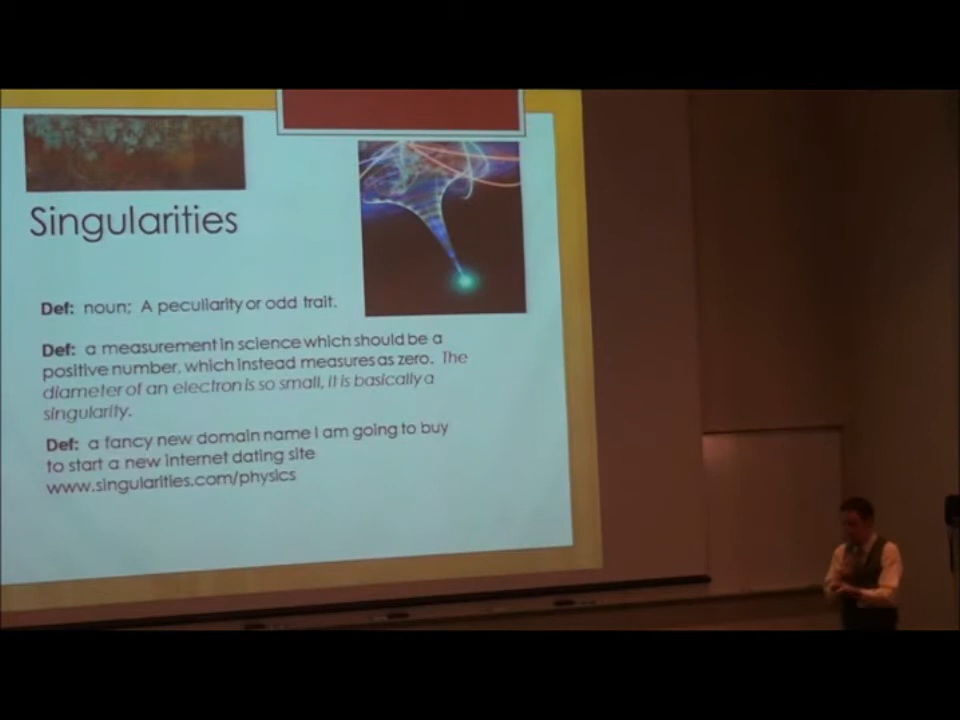 Singularities
Def: noun; A peculiarity or odd trait.
Def: a measurement in science which should be a
positive number, which instead measures as zero. The
diameter of an electron is so small, it is basically a
singularity.
Def: a fancy new domain name I am going to buy
to start a new internet dating site
www.singularities.com/physics